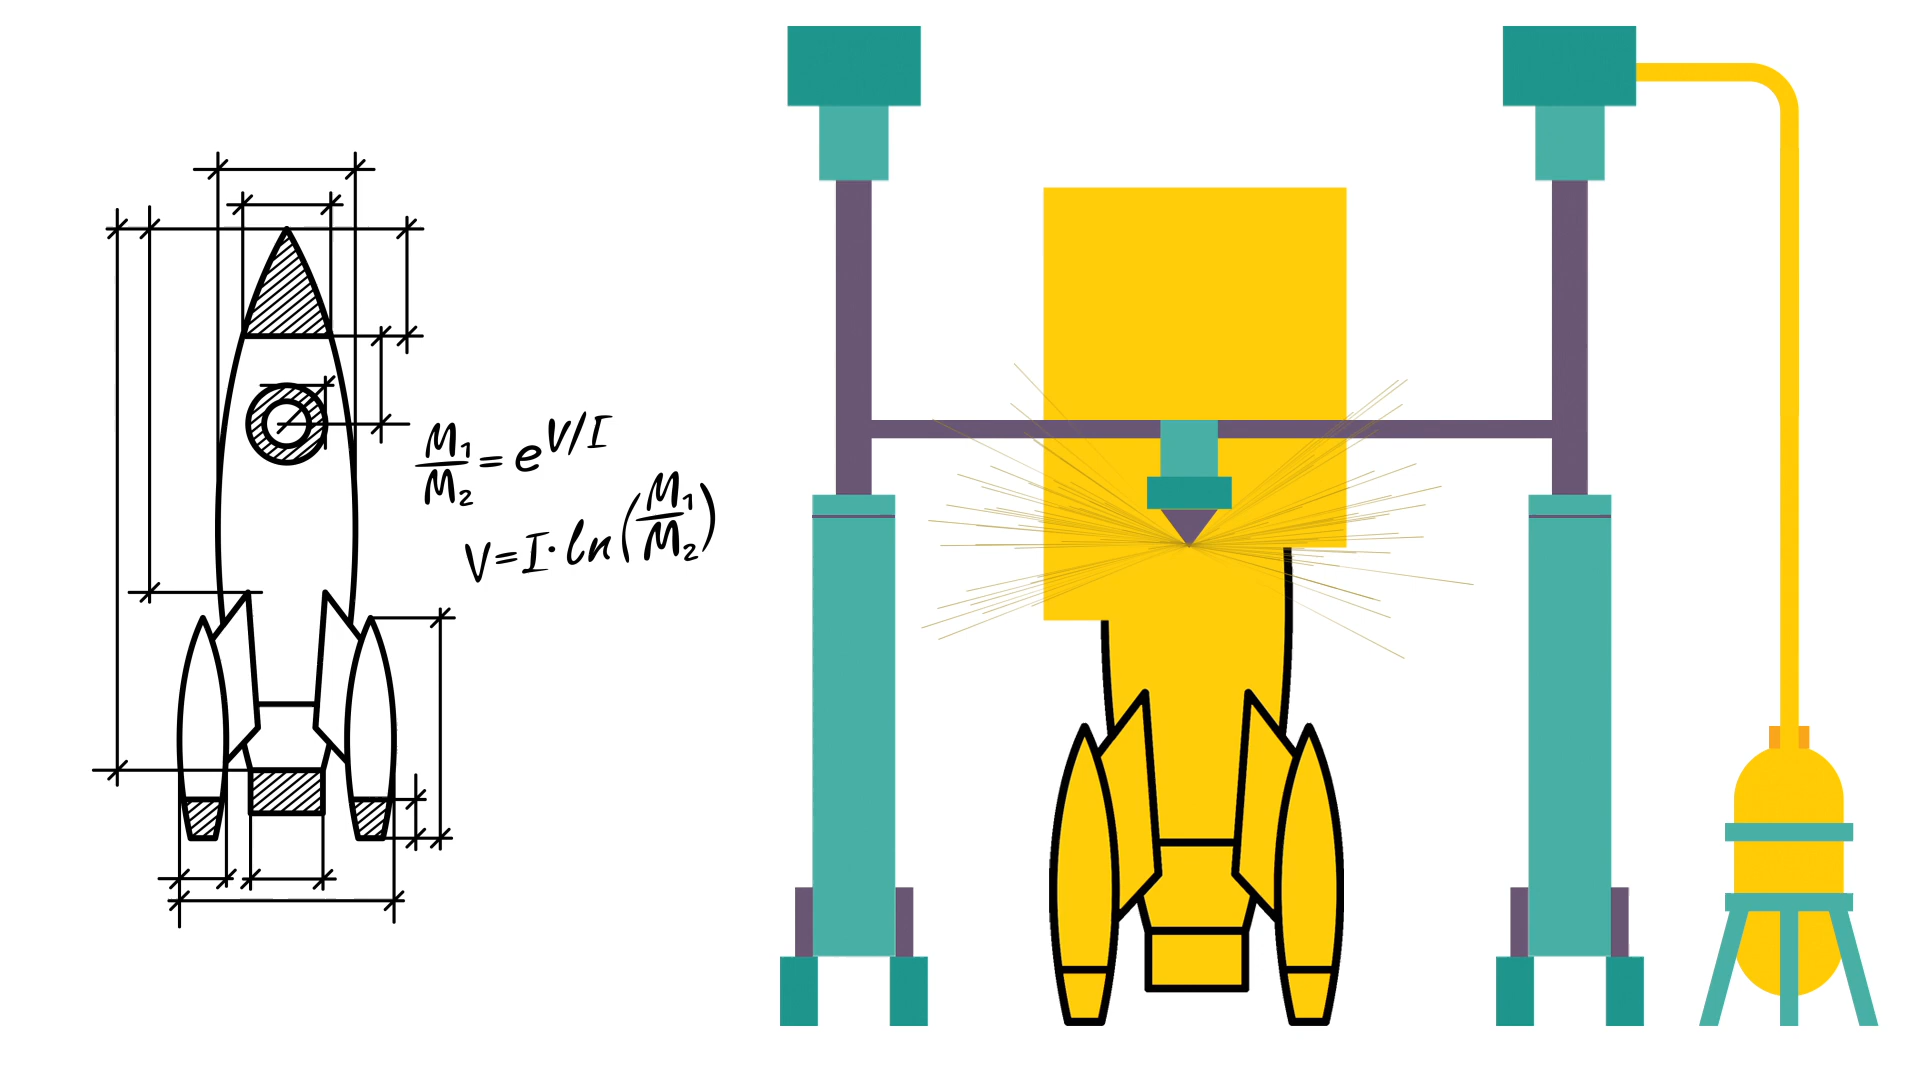 M₁/M₂ = e^V/I
V = I · ln(M₁/M₂)